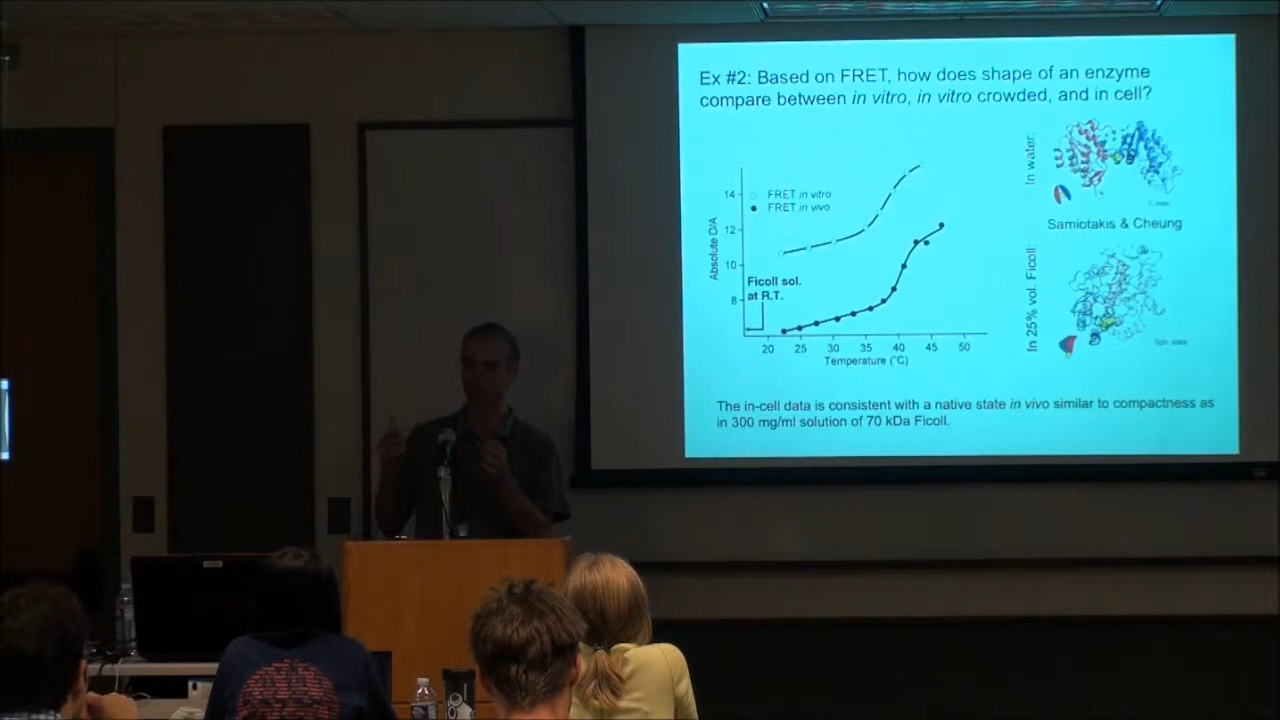 Ex #2: Based on FRET, how does shape of an enzyme
compare between in vitro, in vitro crowded, and in cell?
In water:
14
12
10
8
Absolute D/A
FRET in vitro
FRET in vivo
Ficoll sol.
at R.T.
20 25 30 35 40 45 50
Temperature (°C)
Samiotakis & Cheung
In 25% vol. Ficoll:
Sph. state
The in-cell data is consistent with a native state in vivo similar to compactness as
in 300 mg/ml solution of 70 kDa Ficoll.